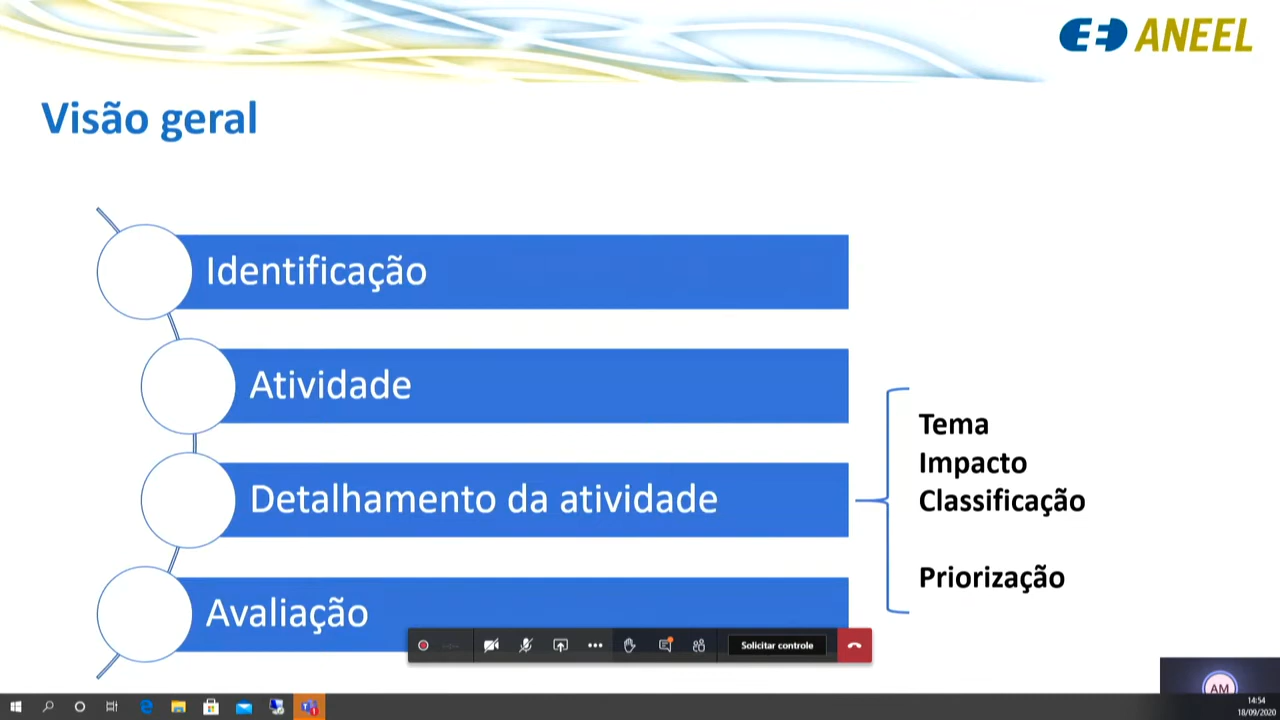 ANEEL
Visão geral
Identificação
Atividade
Detalhamento da atividade
Avaliação
Tema
Impacto
Classificação
Priorização
Solicitar controle
AM
14:54
18/09/2020